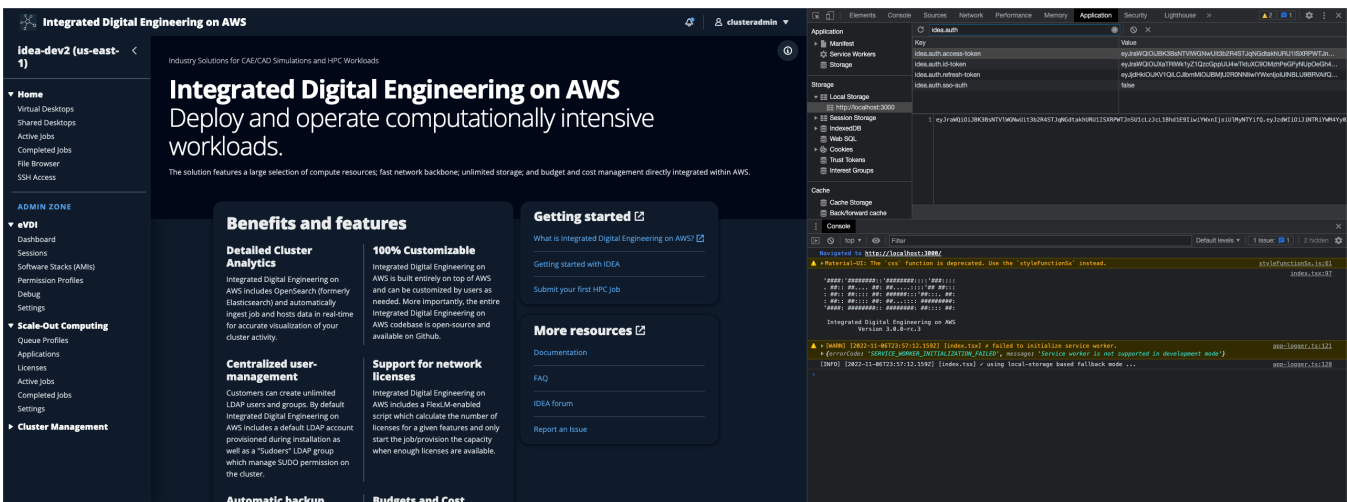 Integrated Digital Engineering on AWS
clusteradmin
idea-dev2 (us-east-1)
Home
Virtual Desktops
Shared Desktops
Active Jobs
Completed Jobs
File Browser
SSH Access
ADMIN ZONE
eVDI
Dashboard
Sessions
Software Stacks (AMIs)
Permission Profiles
Debug
Settings
Scale-Out Computing
Queue Profiles
Applications
Licenses
Active Jobs
Completed Jobs
Settings
Cluster Management
Industry Solutions for CAE/CAD Simulations and HPC Workloads
Integrated Digital Engineering on AWS
Deploy and operate computationally intensive
workloads.
The solution features a large selection of compute resources; fast network backbone; unlimited storage; and budget and cost management directly integrated within AWS.
Benefits and features
Detailed Cluster
Analytics
Integrated Digital Engineering on
AWS includes OpenSearch (formerly
Elasticsearch) and automatically
ingest job and hosts data in real-time
for accurate visualization of your
cluster activity.
100% Customizable
Integrated Digital Engineering on
AWS is built entirely on top of AWS
and can be customized by users as
needed. More importantly, the entire
Integrated Digital Engineering on
AWS codebase is open-source and
available on Github.
Centralized user-
management
Customers can create unlimited
LDAP users and groups. By default
Integrated Digital Engineering on
AWS includes a default LDAP account
provisioned during installation as
well as a "Sudoers" LDAP group
which manage SUDO permission on
the cluster.
Support for network
licenses
Integrated Digital Engineering on
AWS includes a FlexLM-enabled
script which calculate the number of
licenses for a given features and only
start the job/provision the capacity
when enough licenses are available.
Automatic backup
Budgets and Cost
Getting started
What is Integrated Digital Engineering on AWS?
Getting started with IDEA
Submit your first HPC Job
More resources
Documentation
FAQ
IDEA forum
Report an Issue
Elements Console Sources Network Performance Memory Application Security Lighthouse » 2 1
Application
Manifest
Service Workers
Storage
Storage
Local Storage
http://localhost:3000
Session Storage
IndexedDB
Web SQL
Cookies
Trust Tokens
Interest Groups
Cache
Cache Storage
Back/forward cache
idea.auth
Key Value
idea.auth.access-token
idea.auth.id-token
idea.auth.refresh-token
idea.auth.sso-auth false
1
Console
top Filter Default levels 1 Issue: 1 2 hidden
Navigated to http://localhost:3000/
Material-UI: The `css` function is deprecated. Use the `styleFunctionSx` instead. styleFunctionSx.js:61
index.tsx:97
Integrated Digital Engineering on AWS
Version 3.0.0-rc.3
[WARN] [2022-11-06T23:57:12.159Z] [index.tsx] ✗ failed to initialize service worker. app-logger.ts:121
{errorCode: 'SERVICE_WORKER_INITIALIZATION_FAILED', message: 'Service worker is not supported in development mode'}
[INFO] [2022-11-06T23:57:12.159Z] [index.tsx] ✓ using local-storage based fallback mode ... app-logger.ts:128